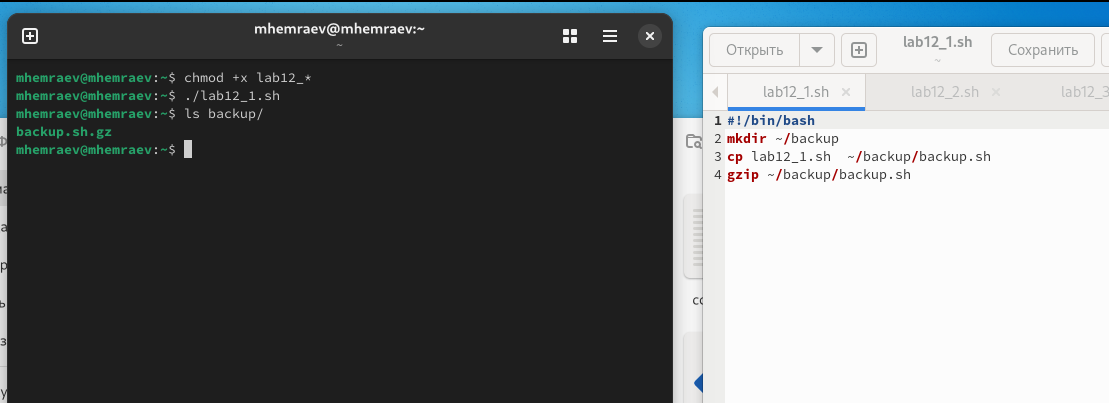 mhemraev@mhemraev:~
~
mhemraev@mhemraev:~$ chmod +x lab12_*
mhemraev@mhemraev:~$ ./lab12_1.sh
mhemraev@mhemraev:~$ ls backup/
backup.sh.gz
mhemraev@mhemraev:~$
Открыть
lab12_1.sh
~
Сохранить
lab12_1.sh
lab12_2.sh
lab12_3
1 #!/bin/bash
2 mkdir ~/backup
3 cp lab12_1.sh  ~/backup/backup.sh
4 gzip ~/backup/backup.sh